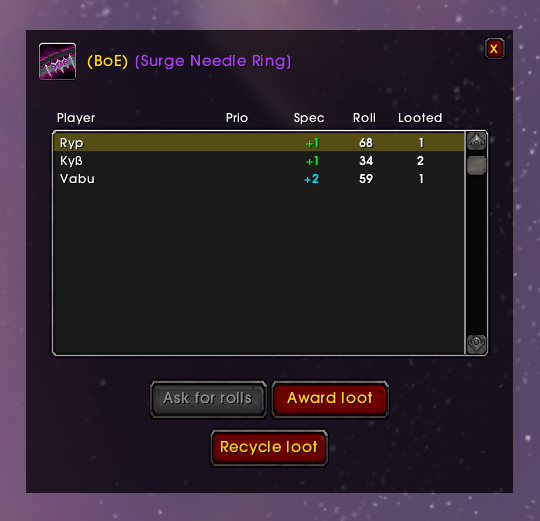 (BoE) [Surge Needle Ring]
X
Player Prio Spec Roll Looted
Ryp +1 68 1
Kyß +1 34 2
Vabu +2 59 1
Ask for rolls Award loot
Recycle loot